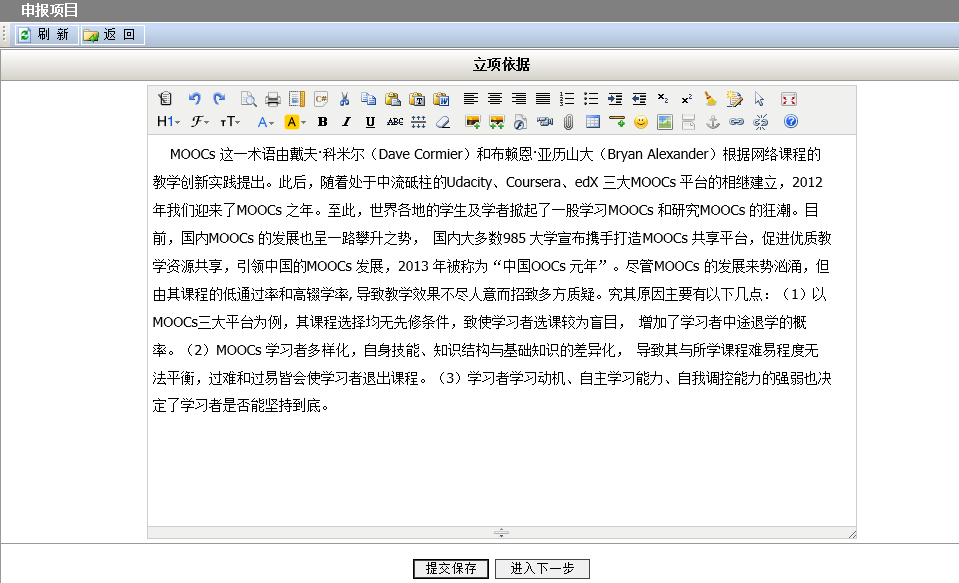 申报项目
刷 新 返 回
立项依据
H1 ℱ тT A A B I U ABC
MOOCs 这一术语由戴夫·科米尔（Dave Cormier）和布赖恩·亚历山大（Bryan Alexander）根据网络课程的
教学创新实践提出。此后，随着处于中流砥柱的Udacity、Coursera、edX 三大MOOCs 平台的相继建立，2012
年我们迎来了MOOCs 之年。至此，世界各地的学生及学者掀起了一股学习MOOCs 和研究MOOCs 的狂潮。目
前，国内MOOCs 的发展也呈一路攀升之势， 国内大多数985 大学宣布携手打造MOOCs 共享平台，促进优质教
学资源共享，引领中国的MOOCs 发展，2013 年被称为“中国OOCs 元年”。尽管MOOCs 的发展来势汹涌，但
由其课程的低通过率和高辍学率, 导致教学效果不尽人意而招致多方质疑。究其原因主要有以下几点：（1）以
MOOCs三大平台为例，其课程选择均无先修条件，致使学习者选课较为盲目， 增加了学习者中途退学的概
率。（2）MOOCs 学习者多样化，自身技能、知识结构与基础知识的差异化， 导致其与所学课程难易程度无
法平衡，过难和过易皆会使学习者退出课程。（3）学习者学习动机、自主学习能力、自我调控能力的强弱也决
定了学习者是否能坚持到底。
提交保存 进入下一步